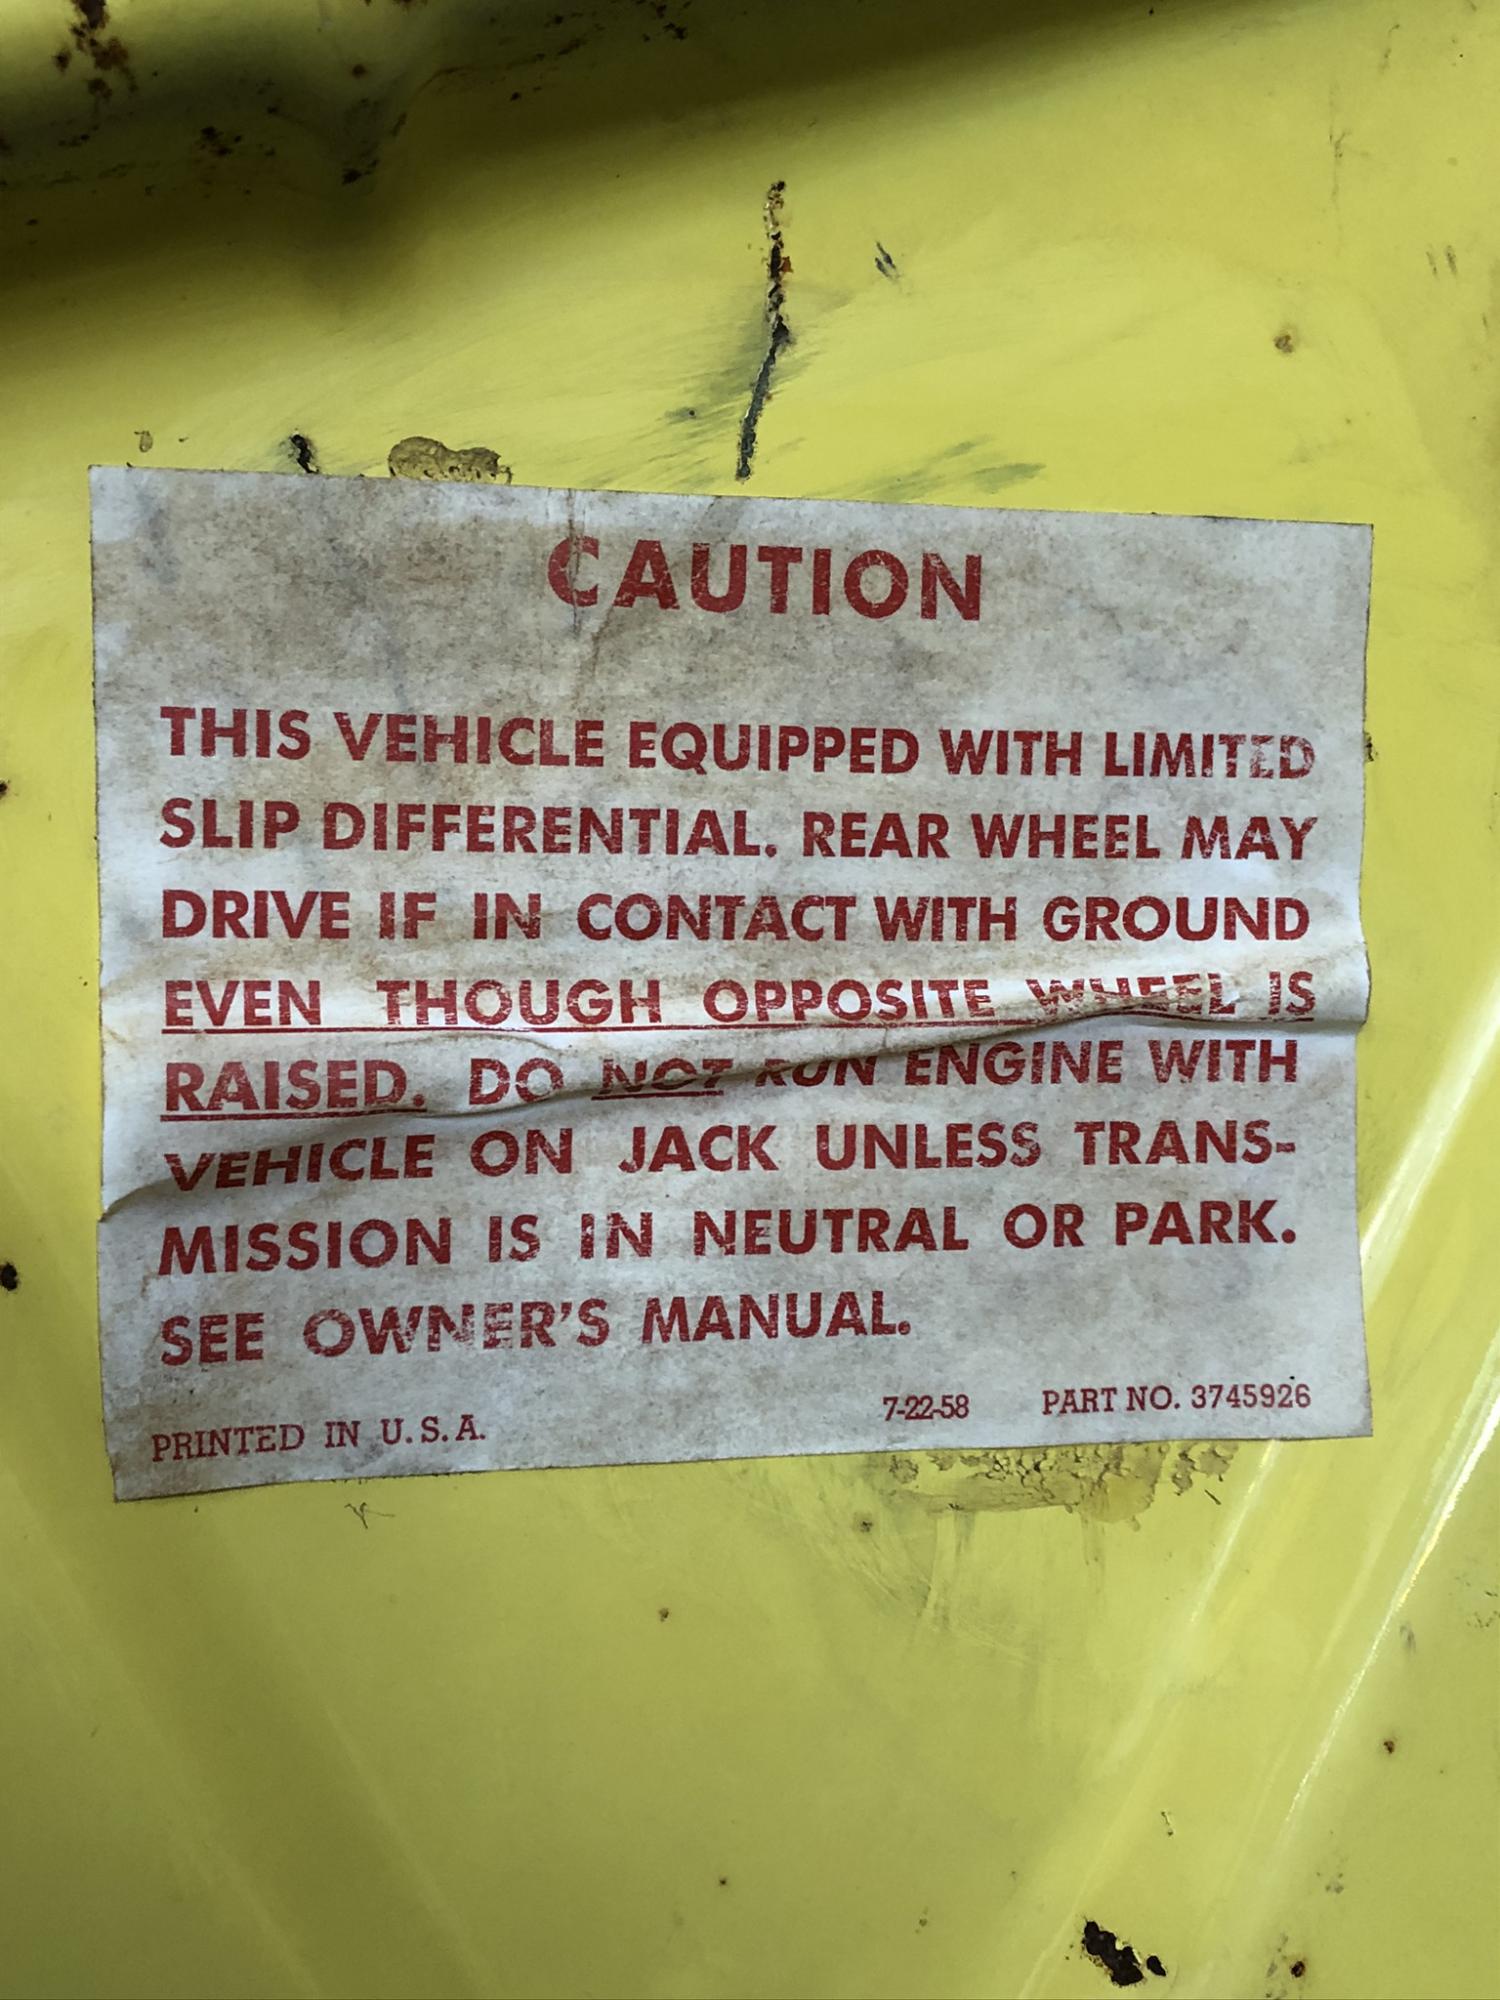 CAUTION
THIS VEHICLE EQUIPPED WITH LIMITED
SLIP DIFFERENTIAL. REAR WHEEL MAY
DRIVE IF IN CONTACT WITH GROUND
EVEN THOUGH OPPOSITE WHEEL IS
RAISED. DO NOT RUN ENGINE WITH
VEHICLE ON JACK UNLESS TRANS-
MISSION IS IN NEUTRAL OR PARK.
SEE OWNER'S MANUAL.
PRINTED IN U.S.A. 7-22-58 PART NO. 3745926